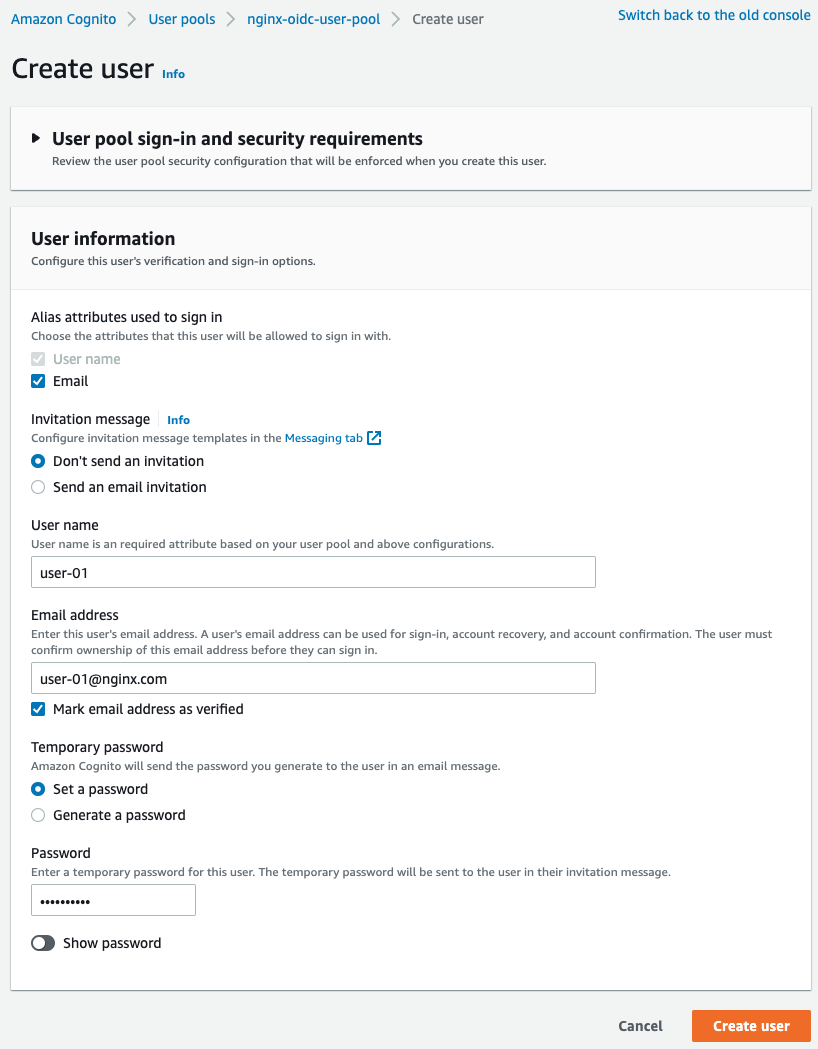 Amazon Cognito > User pools > nginx-oidc-user-pool > Create user
Switch back to the old console
Create user Info
User pool sign-in and security requirements
Review the user pool security configuration that will be enforced when you create this user.
User information
Configure this user's verification and sign-in options.
Alias attributes used to sign in
Choose the attributes that this user will be allowed to sign in with.
User name
Email
Invitation message Info
Configure invitation message templates in the Messaging tab
Don't send an invitation
Send an email invitation
User name
User name is an required attribute based on your user pool and above configurations.
user-01
Email address
Enter this user's email address. A user's email address can be used for sign-in, account recovery, and account confirmation. The user must
confirm ownership of this email address before they can sign in.
user-01@nginx.com
Mark email address as verified
Temporary password
Amazon Cognito will send the password you generate to the user in an email message.
Set a password
Generate a password
Password
Enter a temporary password for this user. The temporary password will be sent to the user in their invitation message.
••••••••••
Show password
Cancel
Create user